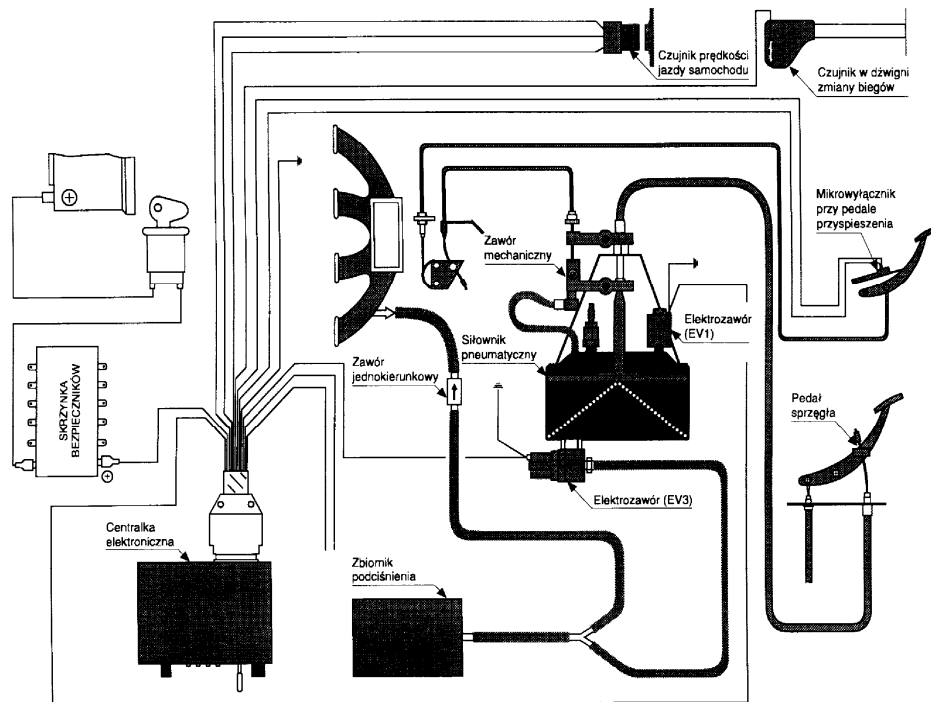 Czujnik prędkości
jazdy samochodu
Czujnik w dźwigni
zmiany biegów
Mikrowyłącznik
przy pedale
przyspieszenia
Zawór
mechaniczny
Elektrozawór
(EV1)
Siłownik
pneumatyczny
Zawór
jednokierunkowy
SKRZYNKA
BEZPIECZNIKÓW
Pedał
sprzęgła
Elektrozawór (EV3)
Centralka
elektroniczna
Zbiornik
podciśnienia